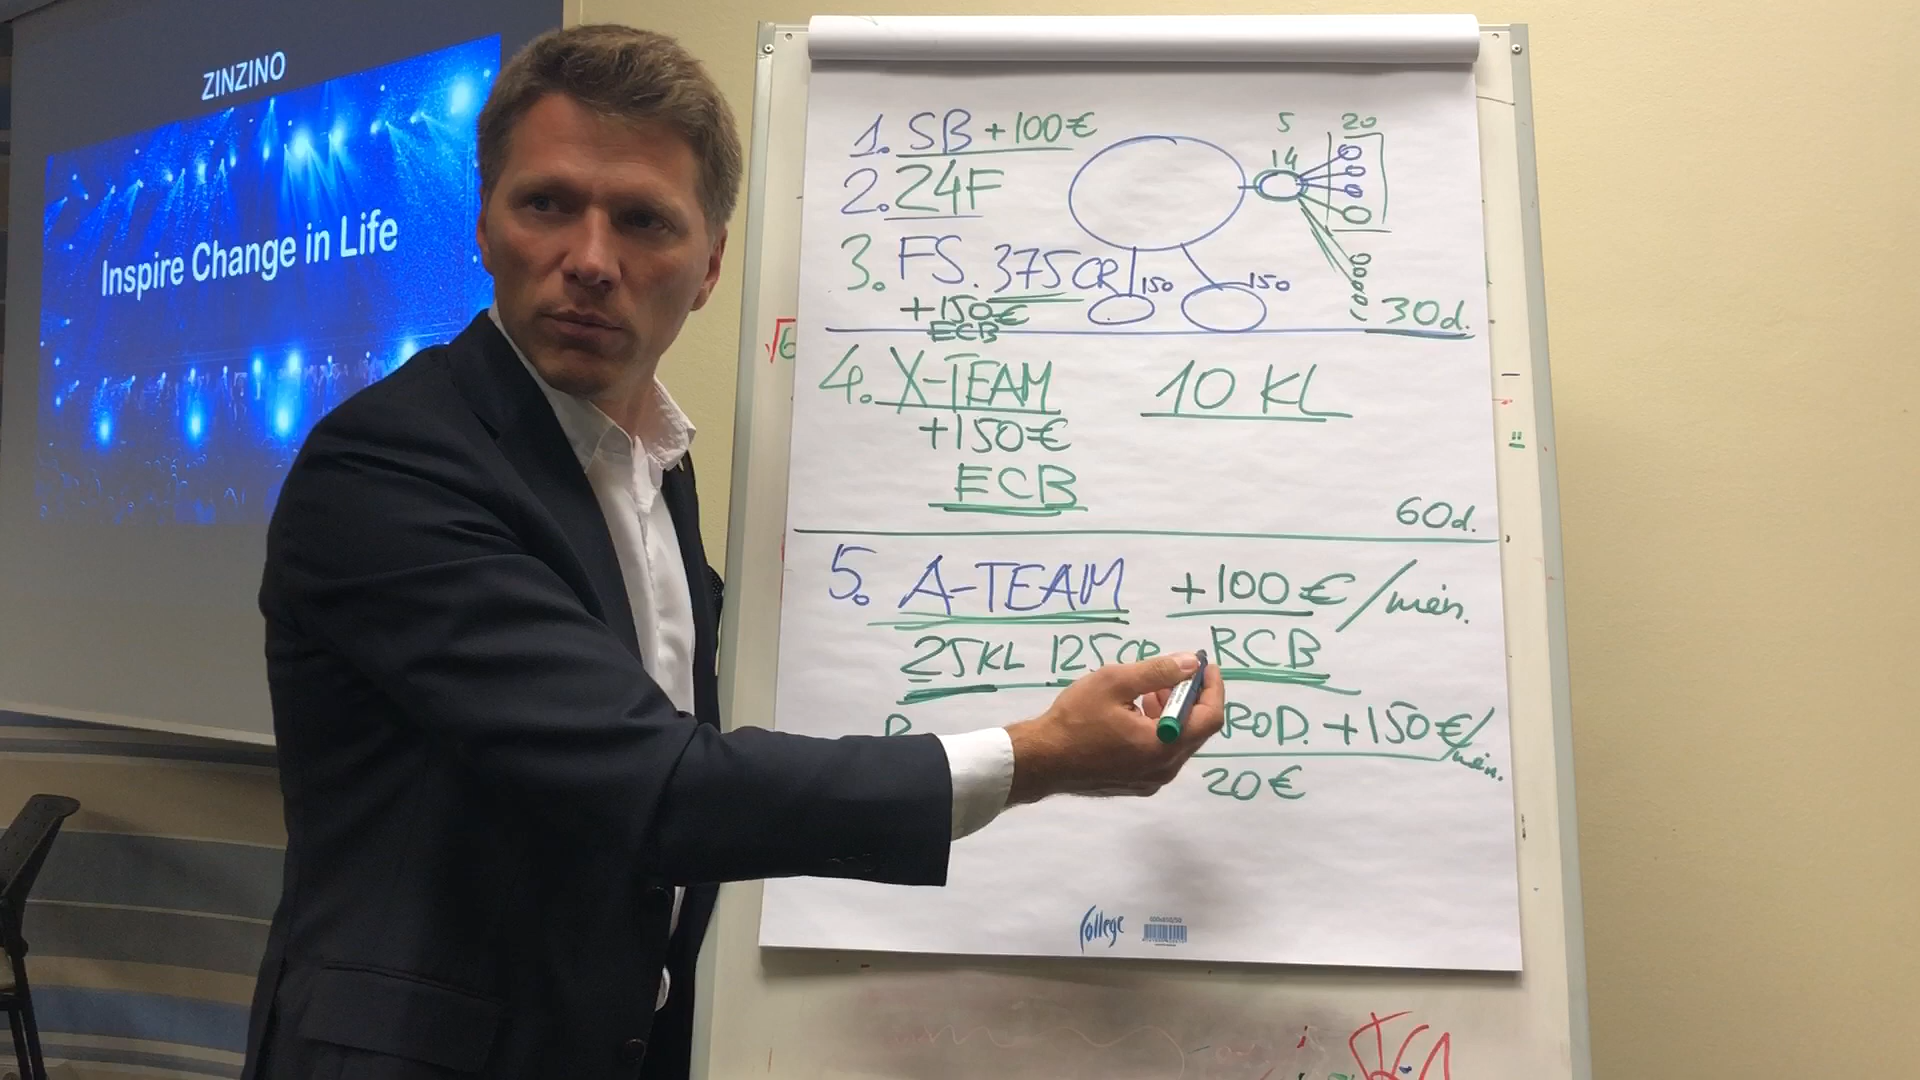 ZINZINO
Inspire Change in Life
1. SB +100€
2. 24F
3. FS. 375CR
+150€
ECB
150
150
5
20
14
30d.
4. X-TEAM
10 KL
+150€
ECB
60d.
5. A-TEAM +100€/mén.
25KL 125CR RCB
ROD. +150€/mén.
20€
College